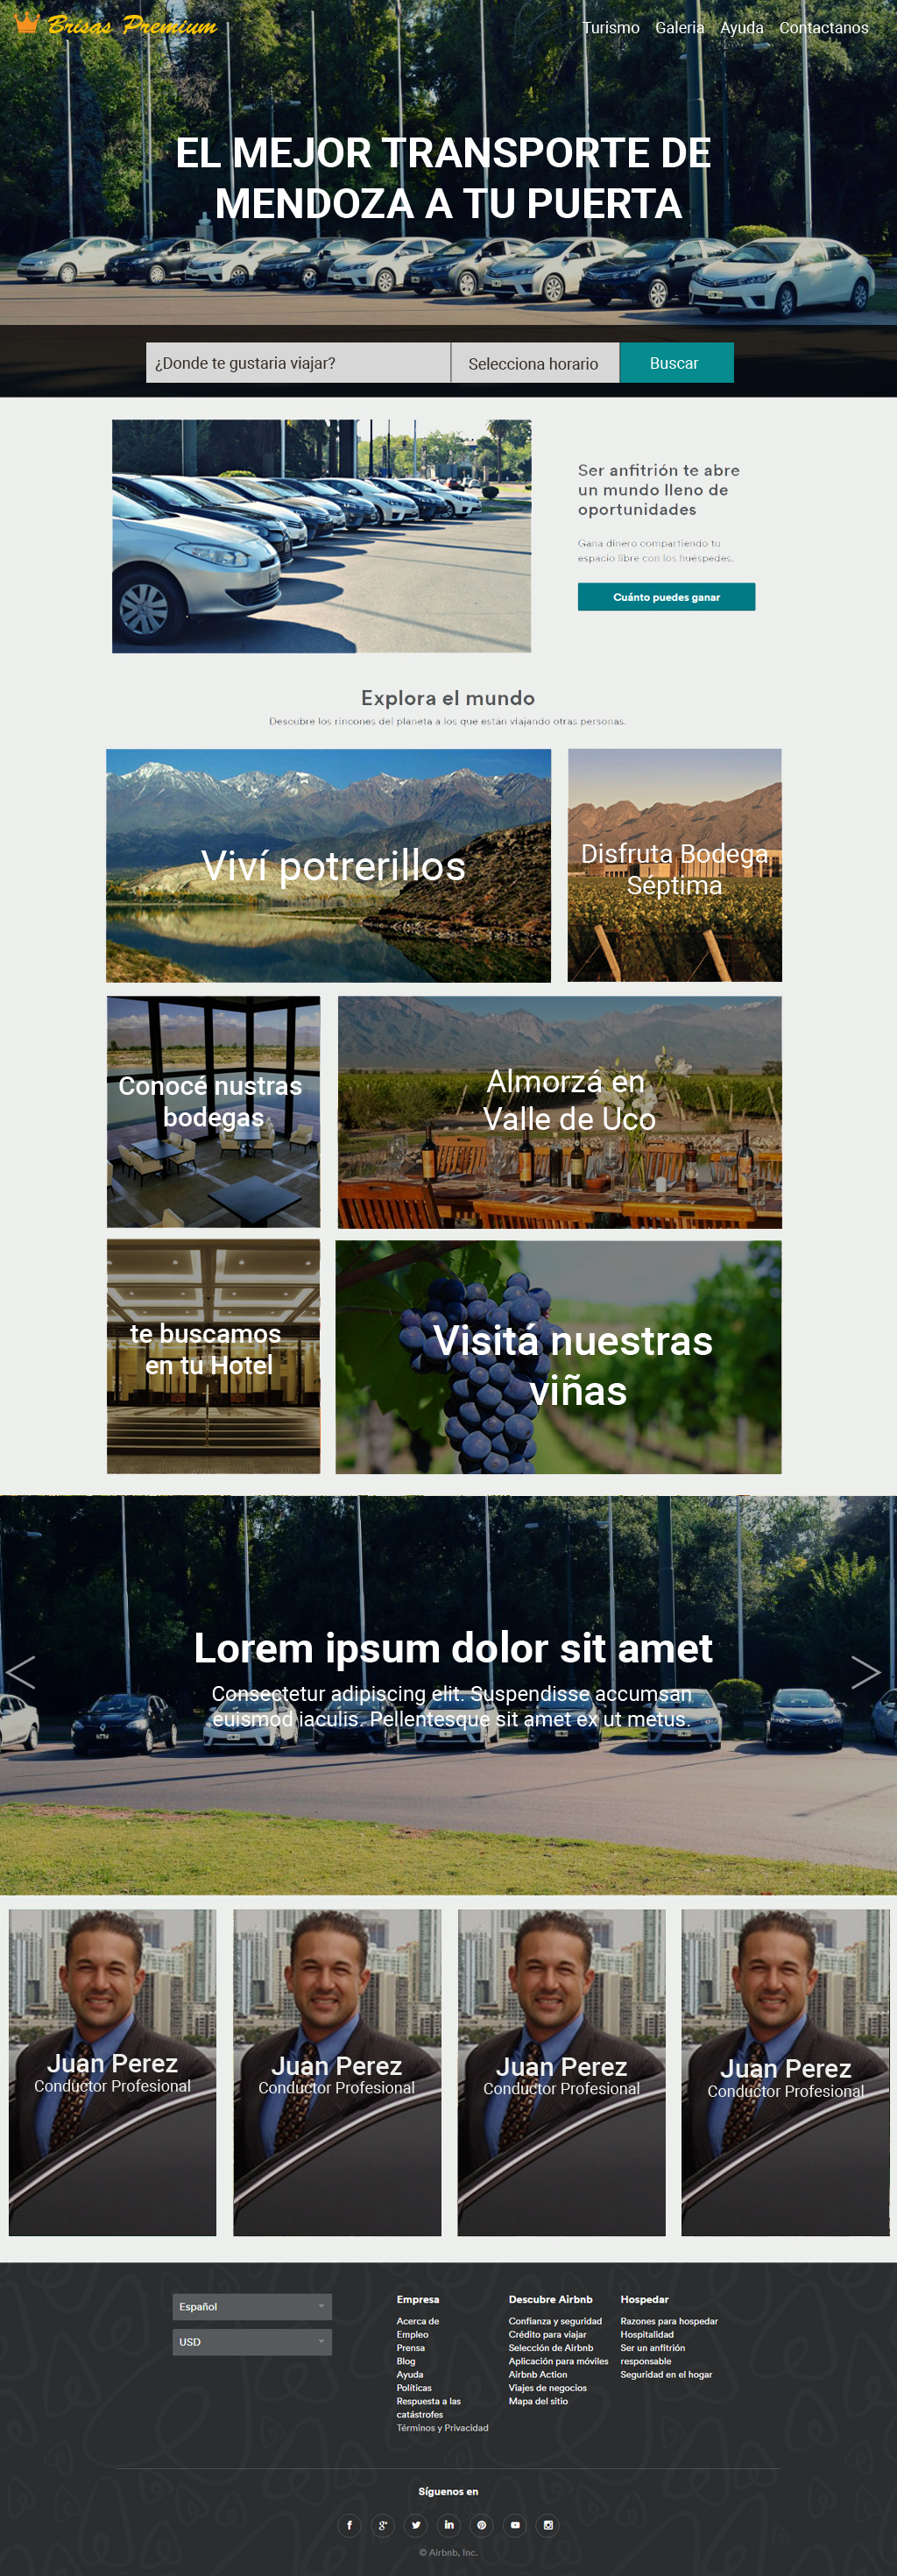 Brisas Premium
Turismo Galeria Ayuda Contactanos
EL MEJOR TRANSPORTE DE
MENDOZA A TU PUERTA
¿Donde te gustaria viajar?
Selecciona horario
Buscar
Ser anfitrión te abre
un mundo lleno de
oportunidades
Gana dinero compartiendo tu
espacio libre con los huéspedes.
Cuánto puedes ganar
Explora el mundo
Descubre los rincones del planeta a los que están viajando otras personas.
Viví potrerillos
Disfruta Bodega
Séptima
Conocé nustras
bodegas
Almorzá en
Valle de Uco
te buscamos
en tu Hotel
Visitá nuestras
viñas
Lorem ipsum dolor sit amet
Consectetur adipiscing elit. Suspendisse accumsan
euismod iaculis. Pellentesque sit amet ex ut metus.
Juan Perez
Conductor Profesional
Juan Perez
Conductor Profesional
Juan Perez
Conductor Profesional
Juan Perez
Conductor Profesional
Español
USD
Empresa
Acerca de
Empleo
Prensa
Blog
Ayuda
Políticas
Respuesta a las
catástrofes
Términos y Privacidad
Descubre Airbnb
Confianza y seguridad
Crédito para viajar
Selección de Airbnb
Aplicación para móviles
Airbnb Action
Viajes de negocios
Mapa del sitio
Hospedar
Razones para hospedar
Hospitalidad
Ser un anfitrión
responsable
Seguridad en el hogar
Síguenos en
© Airbnb, Inc.